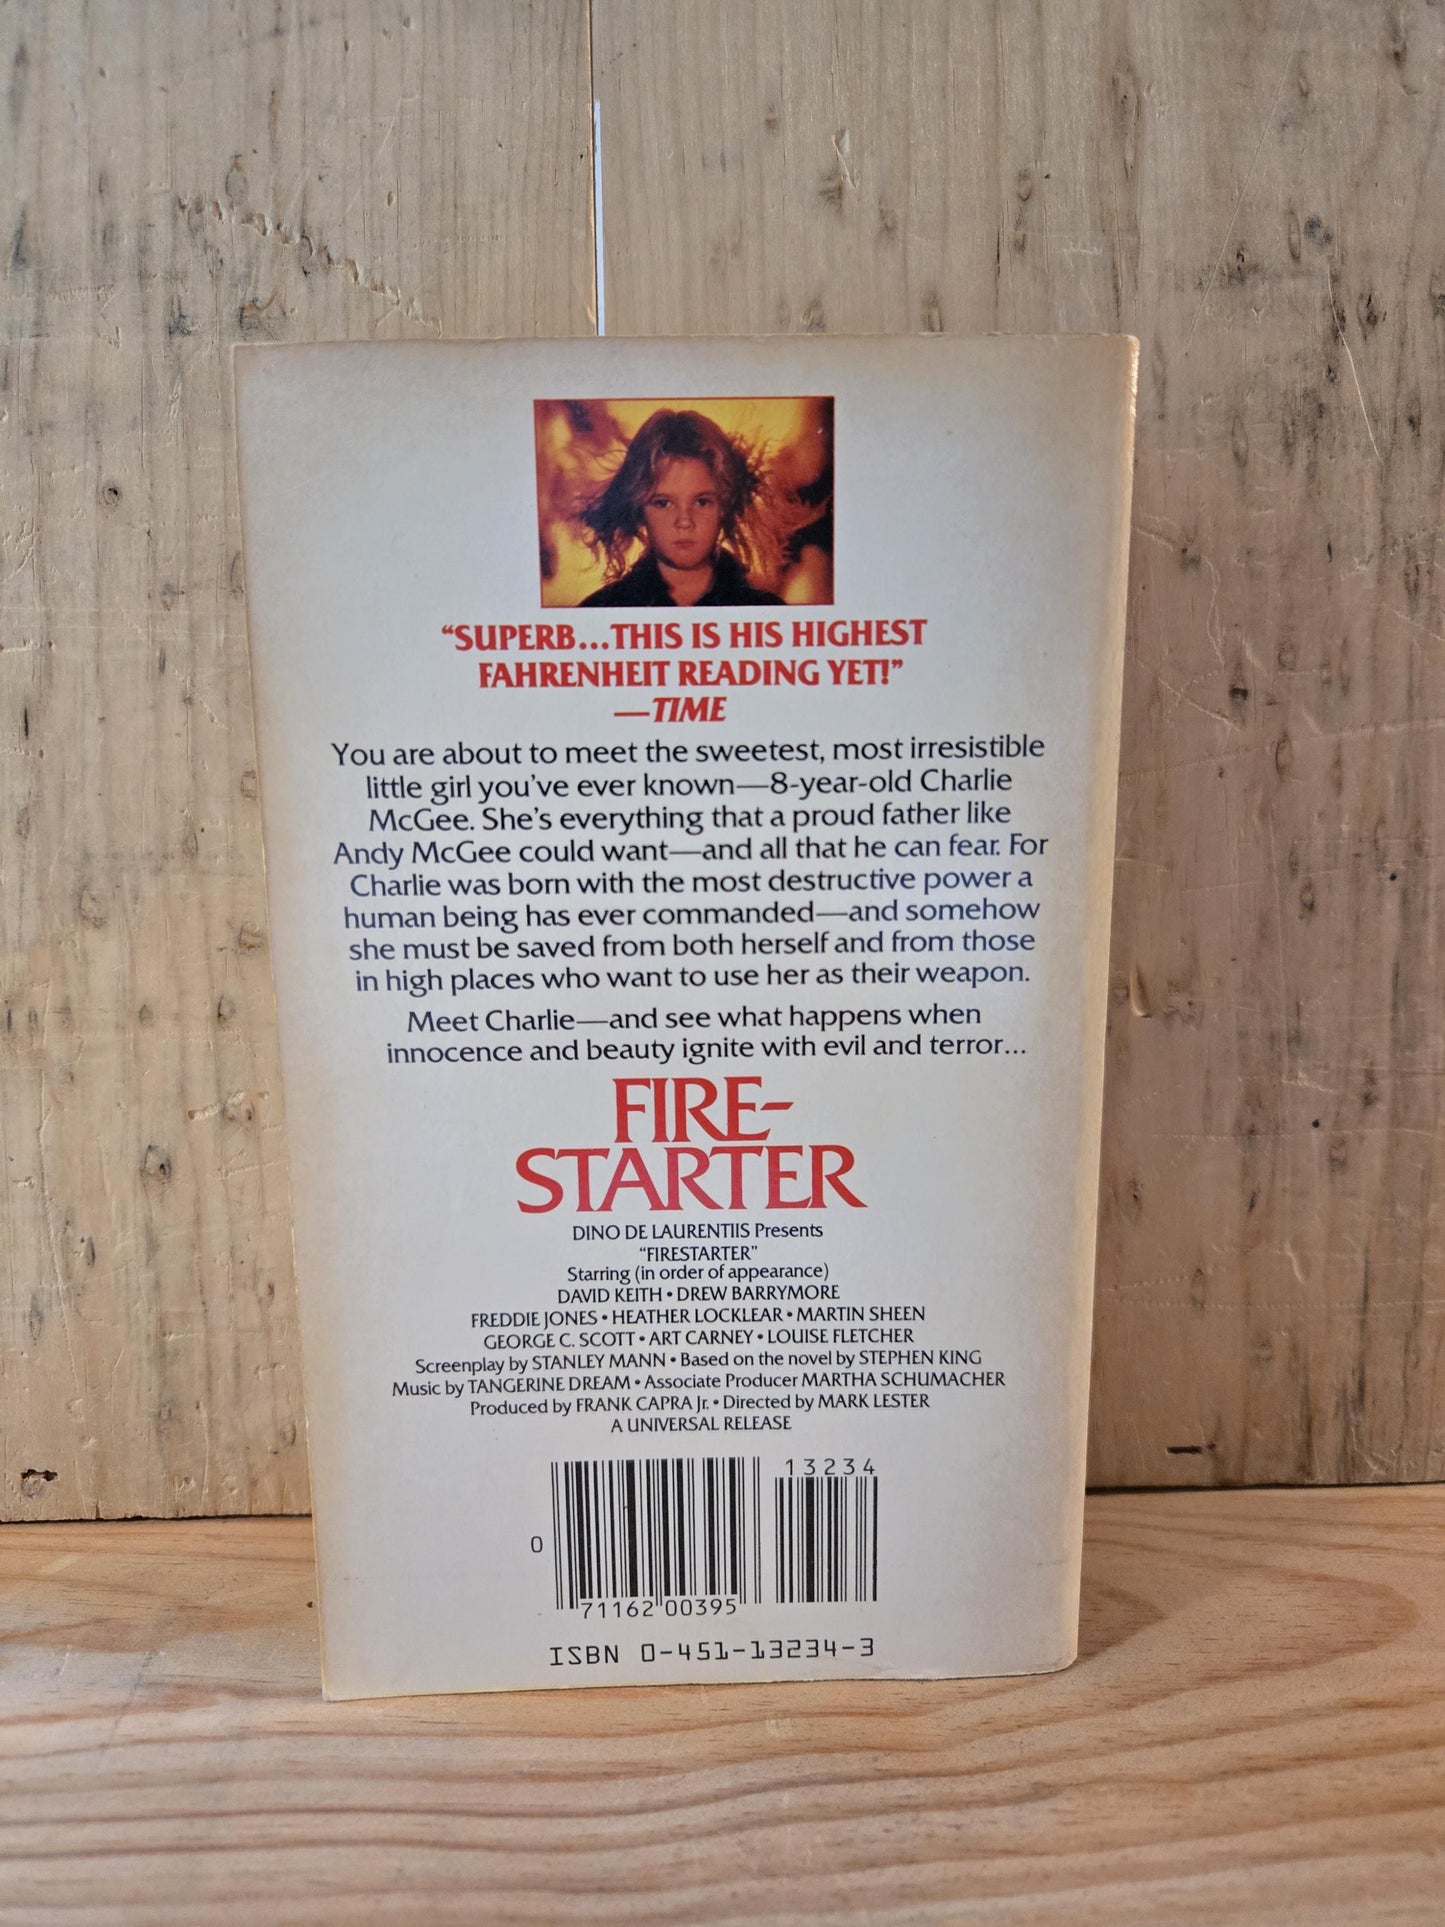 “SUPERB...THIS IS HIS HIGHEST
FAHRENHEIT READING YET!”
—TIME
You are about to meet the sweetest, most irresistible
little girl you’ve ever known—8-year-old Charlie
McGee. She’s everything that a proud father like
Andy McGee could want—and all that he can fear. For
Charlie was born with the most destructive power a
human being has ever commanded—and somehow
she must be saved from both herself and from those
in high places who want to use her as their weapon.
Meet Charlie—and see what happens when
innocence and beauty ignite with evil and terror...
FIRE-
STARTER
DINO DE LAURENTIIS Presents
“FIRESTARTER”
Starring (in order of appearance)
DAVID KEITH • DREW BARRYMORE
FREDDIE JONES • HEATHER LOCKLEAR • MARTIN SHEEN
GEORGE C. SCOTT • ART CARNEY • LOUISE FLETCHER
Screenplay by STANLEY MANN • Based on the novel by STEPHEN KING
Music by TANGERINE DREAM • Associate Producer MARTHA SCHUMACHER
Produced by FRANK CAPRA Jr. • Directed by MARK LESTER
A UNIVERSAL RELEASE
13234
0
71162 00395
ISBN 0-451-13234-3